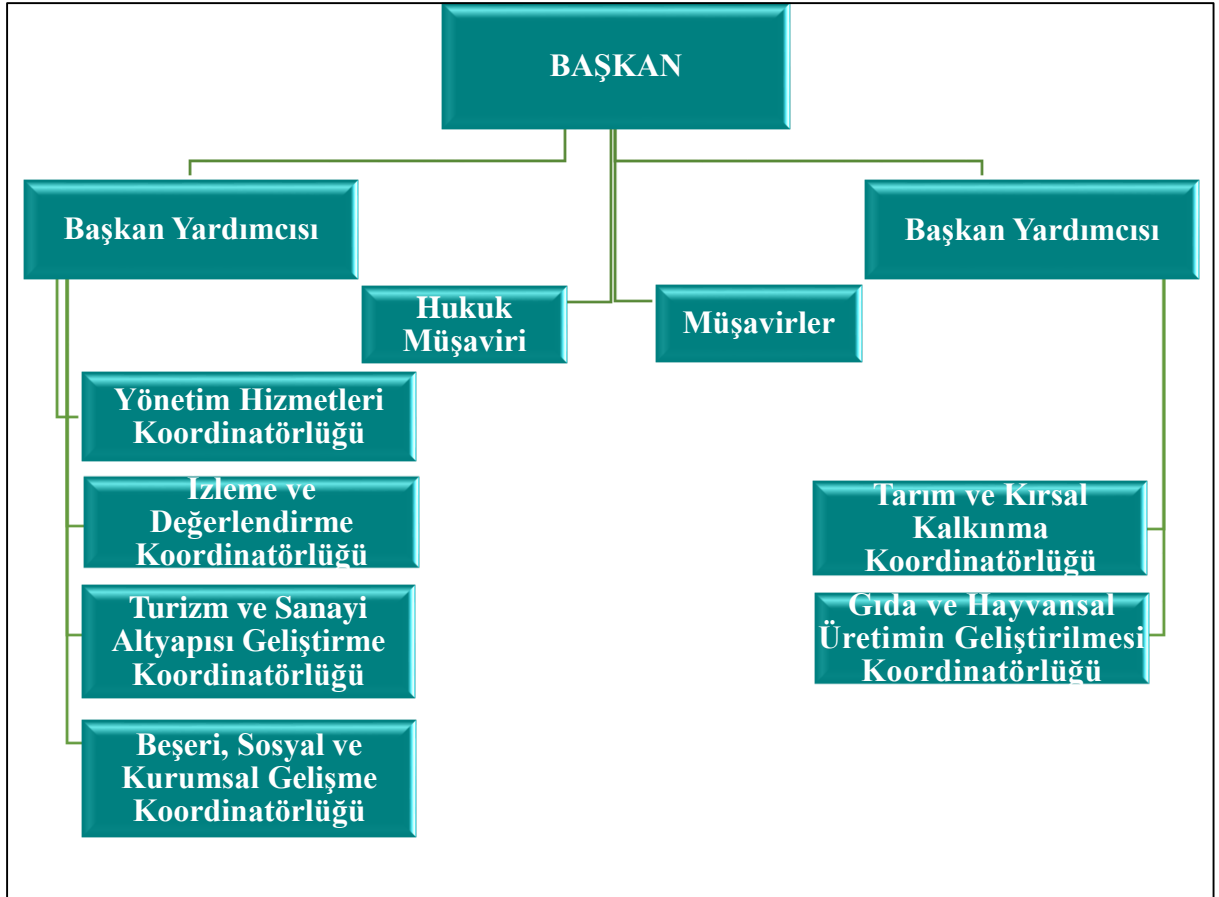 BAŞKAN
Başkan Yardımcısı
Başkan Yardımcısı
Hukuk
Müşaviri
Müşavirler
Yönetim Hizmetleri
Koordinatörlüğü
İzleme ve
Değerlendirme
Koordinatörlüğü
Turizm ve Sanayi
Altyapısı Geliştirme
Koordinatörlüğü
Beşeri, Sosyal ve
Kurumsal Gelişme
Koordinatörlüğü
Tarım ve Kırsal
Kalkınma
Koordinatörlüğü
Gıda ve Hayvansal
Üretimin Geliştirilmesi
Koordinatörlüğü